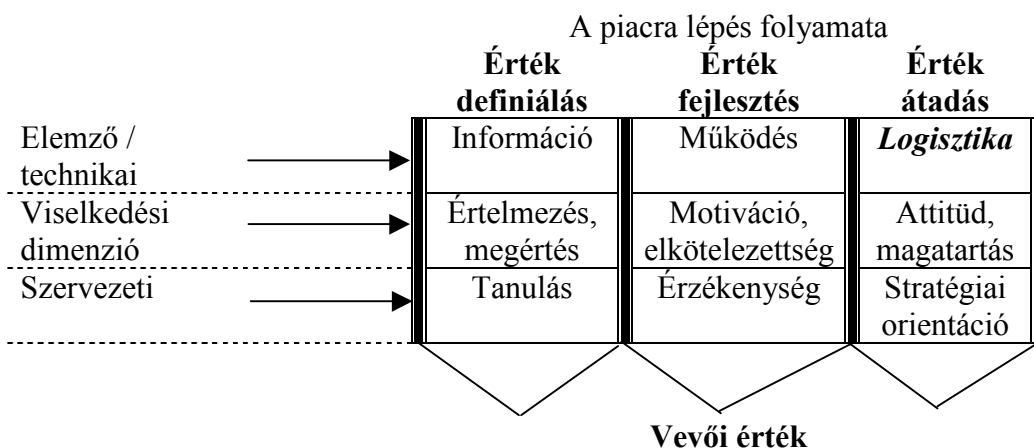 A piacra lépés folyamata
Érték Érték Érték
definiálás fejlesztés átadás
Elemző / Információ Működés Logisztika
technikai
Viselkedési Értelmezés, Motiváció, Attitüd,
dimenzió megértés elkötelezettség magatartás
Szervezeti Tanulás Érzékenység Stratégiai
orientáció
Vevői érték